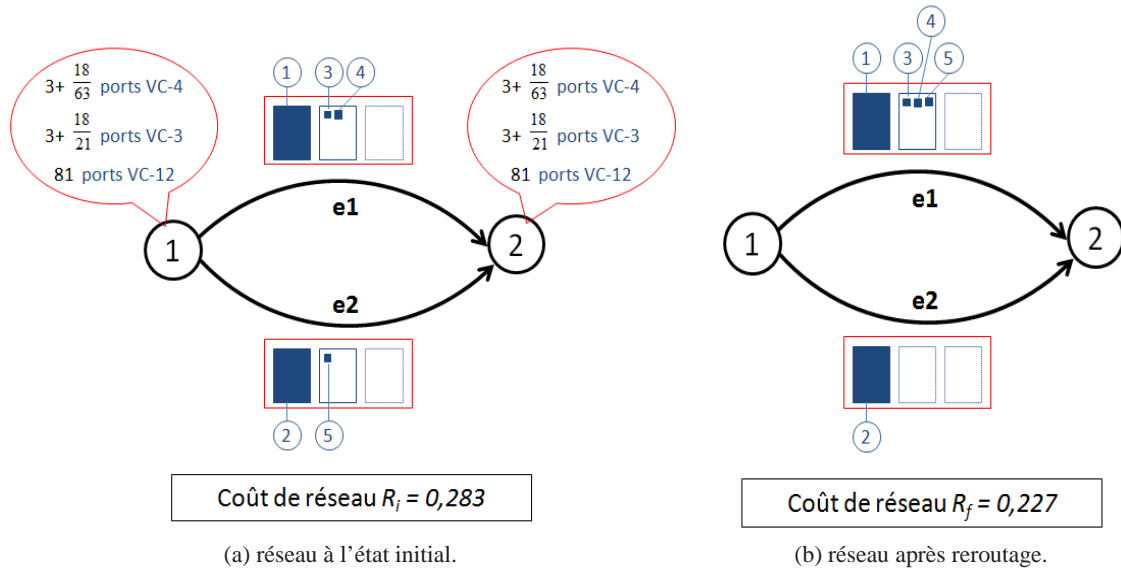 1
3
4
3+ 18/63 ports VC-4
3+ 18/21 ports VC-3
81 ports VC-12
3+ 18/63 ports VC-4
3+ 18/21 ports VC-3
81 ports VC-12
1
e1
2
e2
2
5
Coût de réseau Ri = 0,283
(a) réseau à l'état initial.
4
1
3
5
e1
1
2
e2
2
Coût de réseau Rf = 0,227
(b) réseau après reroutage.